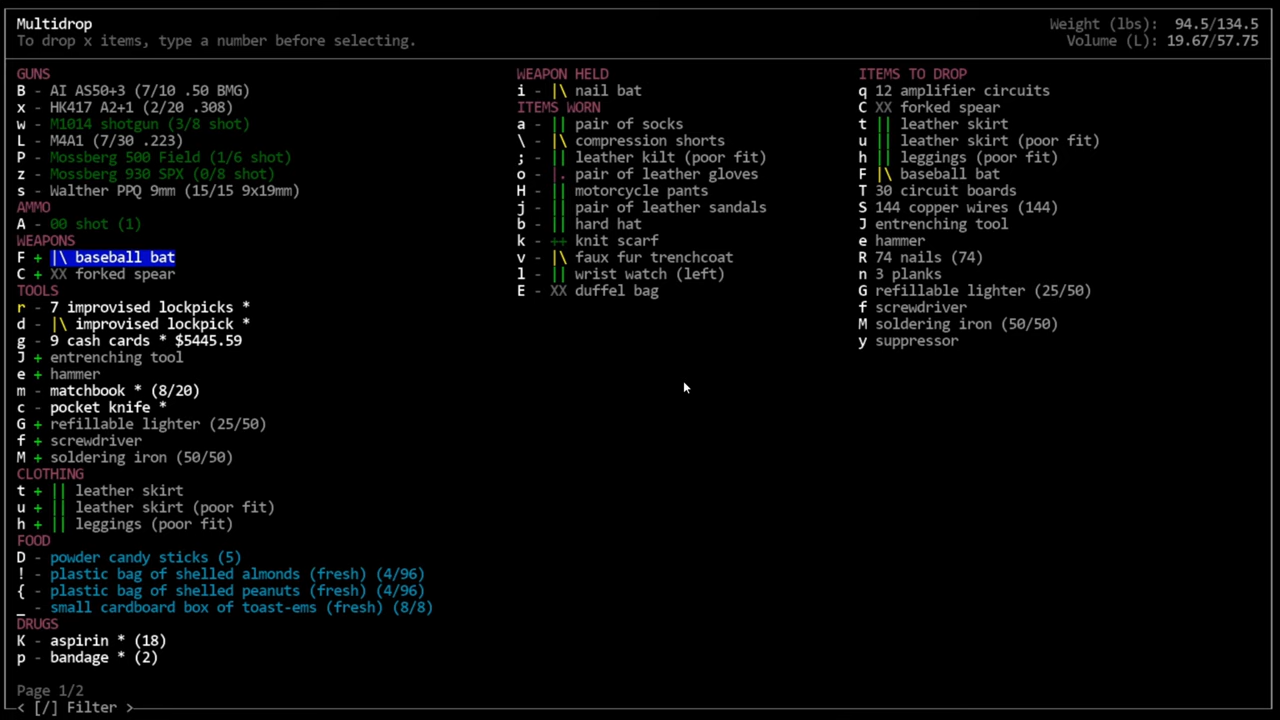 Multidrop
To drop x items, type a number before selecting.
Weight (lbs): 94.5/134.5
Volume (L): 19.67/57.75
GUNS
B - AI AS50+3 (7/10 .50 BMG)
x - HK417 A2+1 (2/20 .308)
w - M1014 shotgun (3/8 shot)
L - M4A1 (7/30 .223)
P - Mossberg 500 Field (1/6 shot)
z - Mossberg 930 SPX (0/8 shot)
s - Walther PPQ 9mm (15/15 9x19mm)
AMMO
A - 00 shot (1)
WEAPONS
F + |\ baseball bat
C + XX forked spear
TOOLS
r - 7 improvised lockpicks *
d - |\ improvised lockpick *
g - 9 cash cards * $5445.59
J + entrenching tool
e + hammer
m - matchbook * (8/20)
c - pocket knife *
G + refillable lighter (25/50)
f + screwdriver
M + soldering iron (50/50)
CLOTHING
t + || leather skirt
u + || leather skirt (poor fit)
h + || leggings (poor fit)
FOOD
D - powder candy sticks (5)
! - plastic bag of shelled almonds (fresh) (4/96)
{ - plastic bag of shelled peanuts (fresh) (4/96)
_ - small cardboard box of toast-ems (fresh) (8/8)
DRUGS
K - aspirin * (18)
p - bandage * (2)
WEAPON HELD
i - |\ nail bat
ITEMS WORN
a - || pair of socks
\ - |\ compression shorts
; - || leather kilt (poor fit)
o - |. pair of leather gloves
H - || motorcycle pants
j - || pair of leather sandals
b - || hard hat
k - ++ knit scarf
v - |\ faux fur trenchcoat
l - || wrist watch (left)
E - XX duffel bag
ITEMS TO DROP
q 12 amplifier circuits
C XX forked spear
t || leather skirt
u || leather skirt (poor fit)
h || leggings (poor fit)
F |\ baseball bat
T 30 circuit boards
S 144 copper wires (144)
J entrenching tool
e hammer
R 74 nails (74)
n 3 planks
G refillable lighter (25/50)
f screwdriver
M soldering iron (50/50)
y suppressor
Page 1/2
< [/] Filter >